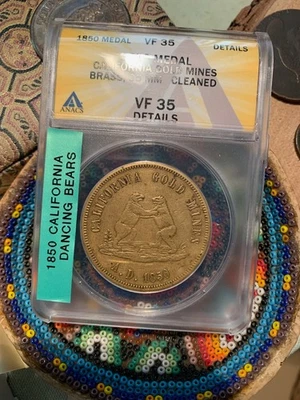 1850 MEDAL VF 35 DETAILS
MEDAL
CALIFORNIA GOLD MINES
BRASS MM CLEANED
VF 35
DETAILS
ANACS
1850 CALIFORNIA
DANCING BEARS
CALIFORNIA GOLD MINES
A.D. 1850